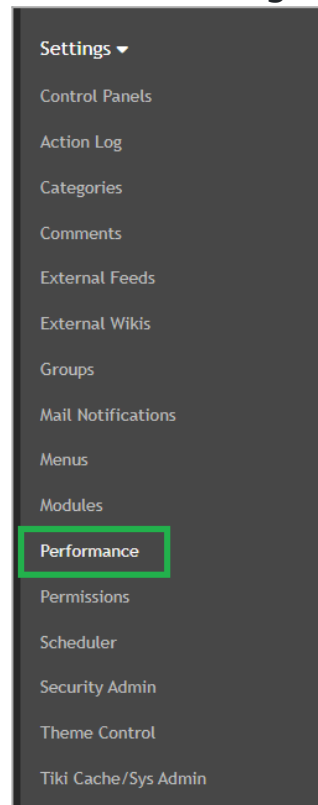 Settings
Control Panels
Action Log
Categories
Comments
External Feeds
External Wikis
Groups
Mail Notifications
Menus
Modules
Performance
Permissions
Scheduler
Security Admin
Theme Control
Tiki Cache/Sys Admin